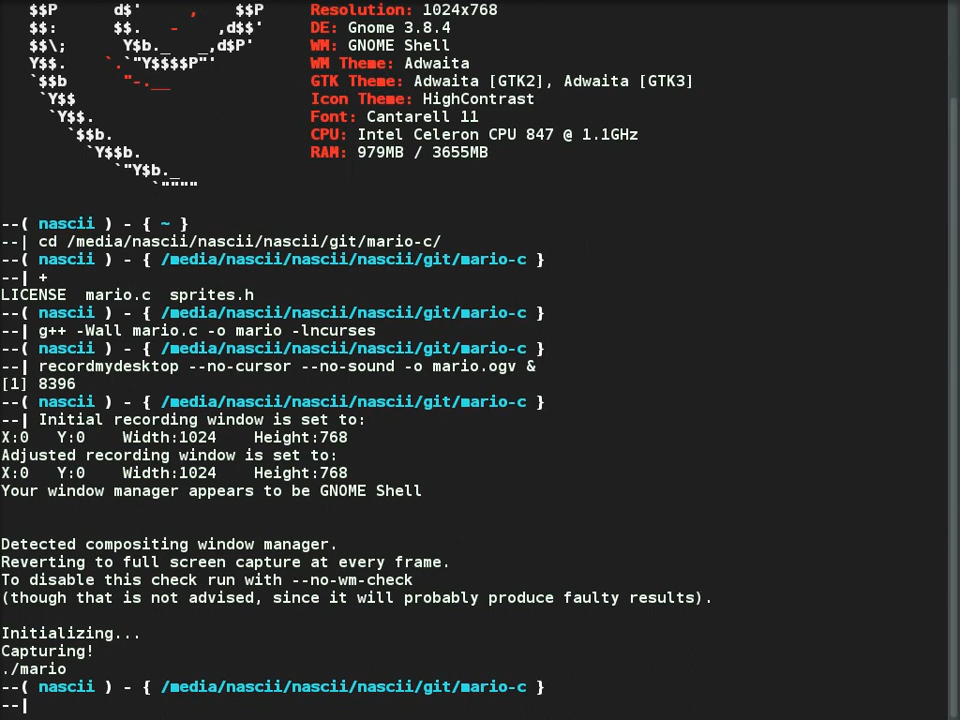 $$P      d$'     ,    $$P    Resolution: 1024x768
$$:      $$.   -    ,d$$'    DE: Gnome 3.8.4
$$\;      Y$b._   _,d$P'     WM: GNOME Shell
Y$$.    `.`"Y$$$$P"'         WM Theme: Adwaita
`$$b      "-.__              GTK Theme: Adwaita [GTK2], Adwaita [GTK3]
`Y$$                        Icon Theme: HighContrast
`Y$$.                      Font: Cantarell 11
`$$b.                    CPU: Intel Celeron CPU 847 @ 1.1GHz
`Y$$b.                 RAM: 979MB / 3655MB
`"Y$b._
`""""
--( nascii ) - { ~ }
--| cd /media/nascii/nascii/nascii/git/mario-c/
--( nascii ) - { /media/nascii/nascii/nascii/git/mario-c }
--| +
LICENSE  mario.c  sprites.h
--( nascii ) - { /media/nascii/nascii/nascii/git/mario-c }
--| g++ -Wall mario.c -o mario -lncurses
--( nascii ) - { /media/nascii/nascii/nascii/git/mario-c }
--| recordmydesktop --no-cursor --no-sound -o mario.ogv &
[1] 8396
--( nascii ) - { /media/nascii/nascii/nascii/git/mario-c }
--| Initial recording window is set to:
X:0   Y:0    Width:1024    Height:768
Adjusted recording window is set to:
X:0   Y:0    Width:1024    Height:768
Your window manager appears to be GNOME Shell
Detected compositing window manager.
Reverting to full screen capture at every frame.
To disable this check run with --no-wm-check
(though that is not advised, since it will probably produce faulty results).
Initializing...
Capturing!
./mario
--( nascii ) - { /media/nascii/nascii/nascii/git/mario-c }
--|